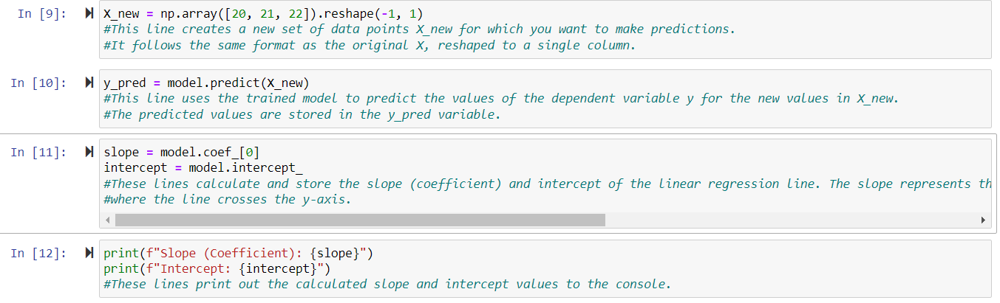 In [9]: X_new = np.array([20, 21, 22]).reshape(-1, 1)
#This line creates a new set of data points X_new for which you want to make predictions.
#It follows the same format as the original X, reshaped to a single column.
In [10]: y_pred = model.predict(X_new)
#This line uses the trained model to predict the values of the dependent variable y for the new values in X_new.
#The predicted values are stored in the y_pred variable.
In [11]: slope = model.coef_[0]
intercept = model.intercept_
#These lines calculate and store the slope (coefficient) and intercept of the linear regression line. The slope represents th
#where the line crosses the y-axis.
In [12]: print(f"Slope (Coefficient): {slope}")
print(f"Intercept: {intercept}")
#These lines print out the calculated slope and intercept values to the console.